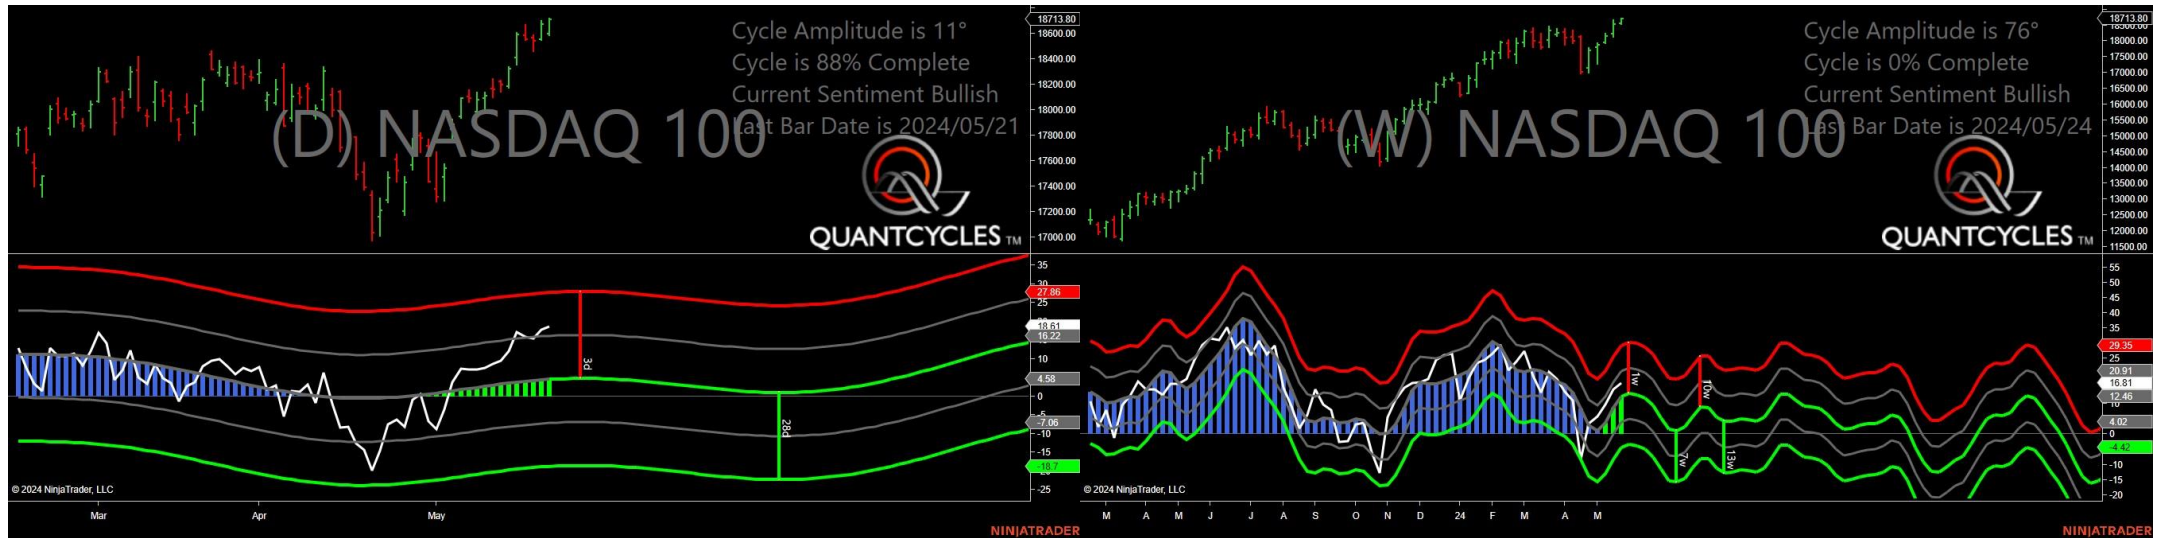 Cycle Amplitude is 11°
Cycle is 88% Complete
Current Sentiment Bullish
Last Bar Date is 2024/05/21
(D) NASDAQ 100
QUANTCYCLES TM
18713.80
18600.00
18400.00
18200.00
18000.00
17800.00
17600.00
17400.00
17200.00
17000.00
35
30
27.86
25
18.61
16.22
10
4.58
0
-5
-7.06
-10
-15
-18.7
-25
3d
28d
© 2024 NinjaTrader, LLC
Mar
Apr
May
NINJATRADER
Cycle Amplitude is 76°
Cycle is 0% Complete
Current Sentiment Bullish
Last Bar Date is 2024/05/24
(W) NASDAQ 100
QUANTCYCLES TM
18713.80
18500.00
18000.00
17500.00
17000.00
16500.00
16000.00
15500.00
15000.00
14500.00
14000.00
13500.00
13000.00
12500.00
12000.00
11500.00
55
50
45
40
35
29.35
25
20.91
16.81
12.46
10
4.02
0
-4.42
-10
-15
-20
1w
10w
7w
13w
© 2024 NinjaTrader, LLC
M
A
M
J
J
A
S
O
N
D
24
F
M
A
M
NINJATRADER